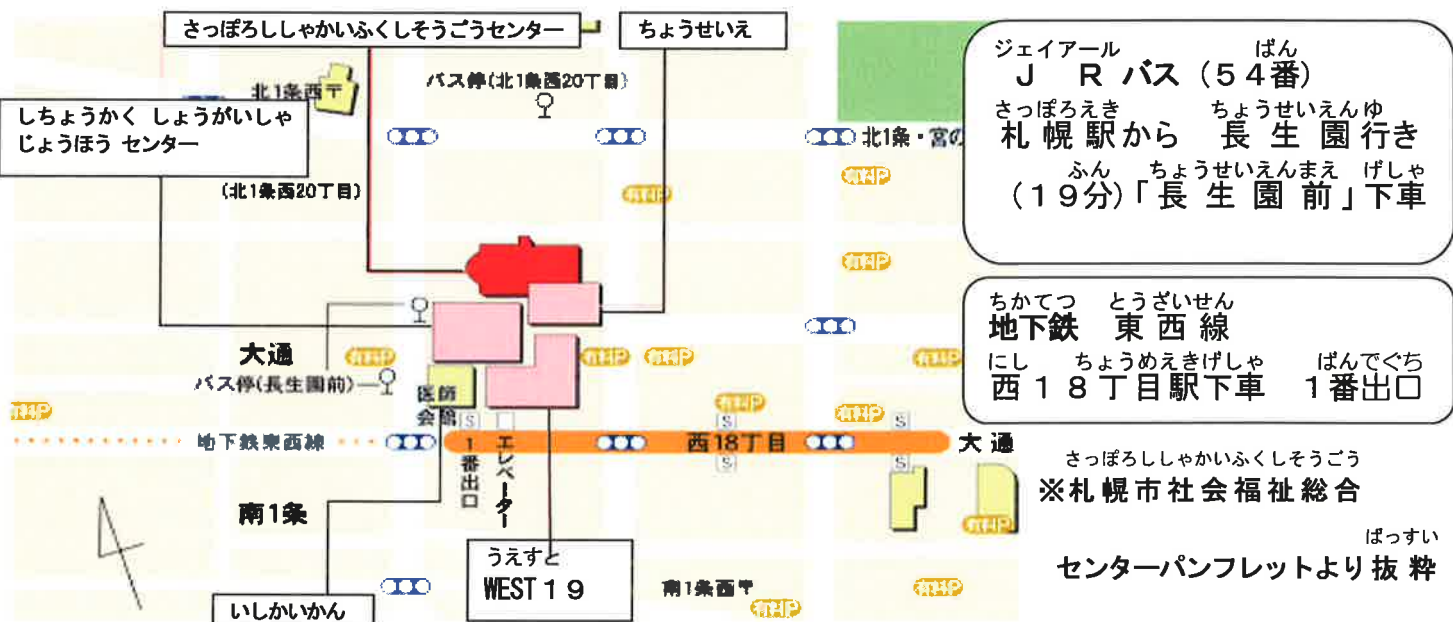 さっぽろししゃかいふくしそうごうセンター
ちょうせいえ
北1条西〒
バス停(北1条西20丁目)
しちょうかく しょうがいしゃ
じょうほう センター
(北1条西20丁目)
北1条・宮の
有料P
有料P
有料P
大通
有料P
有料P
有料P
有料P
バス停(長生園前)
医師
会館
有料P
有料P
有料P
地下鉄東西線
S
S
S
西18丁目
大通
S
S
1番出口
エレベーター
南1条
有料P
うえすと
WEST19
南1条西〒
有料P
有料P
いしかいかん
ジェイアール ばん
JRバス(54番)
さっぽろえき ちょうせいえんゆ
札幌駅から 長生園行き
ふん ちょうせいえんまえ げしゃ
(19分)「長生園前」下車
ちかてつ とうざいせん
地下鉄 東西線
にし ちょうめえきげしゃ ばんでぐち
西18丁目駅下車 1番出口
さっぽろししゃかいふくしそうごう
※札幌市社会福祉総合
ばっすい
センターパンフレットより抜粋